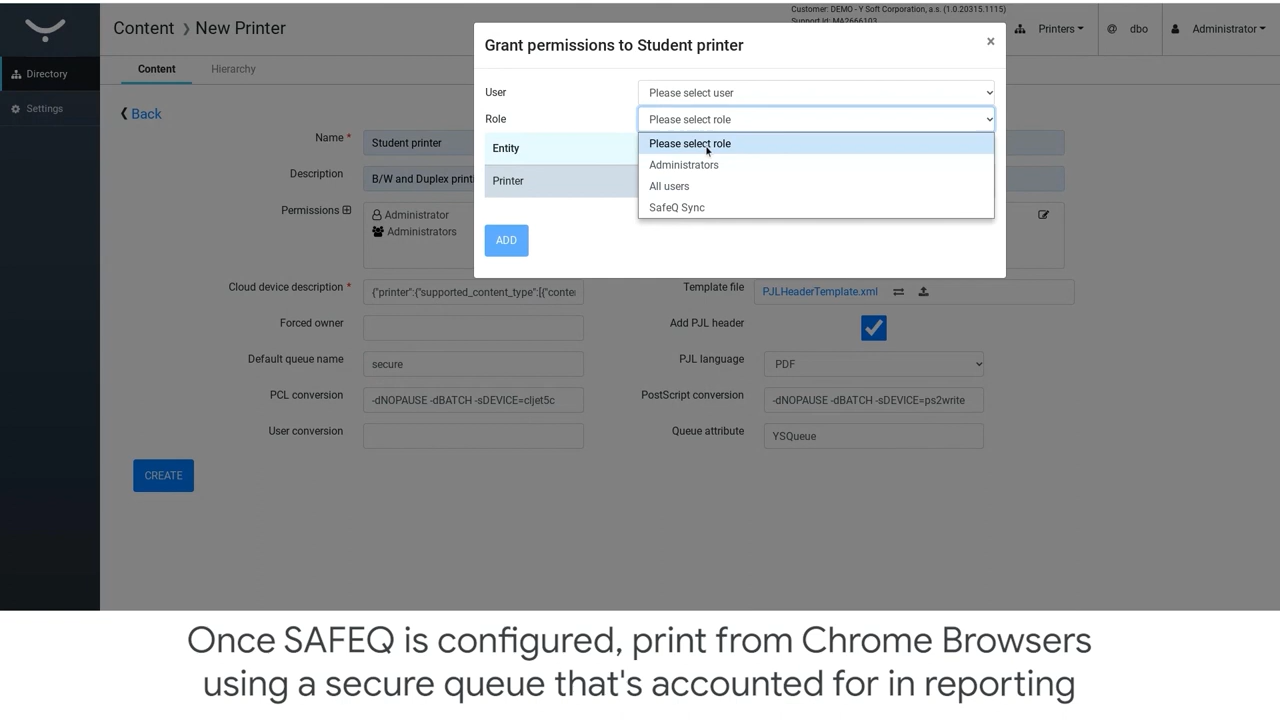 Customer: DEMO - Y Soft Corporation, a.s. (1.0.20315.1115)
Support Id: MA2666103
Content ❯ New Printer
Printers
@ dbo
Administrator
Directory
Settings
Content
Hierarchy
❮ Back
Grant permissions to Student printer
×
User
Please select user
Role
Please select role
Please select role
Administrators
All users
SafeQ Sync
Entity
Printer
ADD
Name *
Student printer
Description
B/W and Duplex print
Permissions
Administrator
Administrators
Cloud device description *
{"printer":{"supported_content_type":[{"conte
Template file
PJLHeaderTemplate.xml
Forced owner
Add PJL header
Default queue name
secure
PJL language
PDF
PCL conversion
-dNOPAUSE -dBATCH -sDEVICE=cljet5c
PostScript conversion
-dNOPAUSE -dBATCH -sDEVICE=ps2write
User conversion
Queue attribute
YSQueue
CREATE
Once SAFEQ is configured, print from Chrome Browsers
using a secure queue that's accounted for in reporting